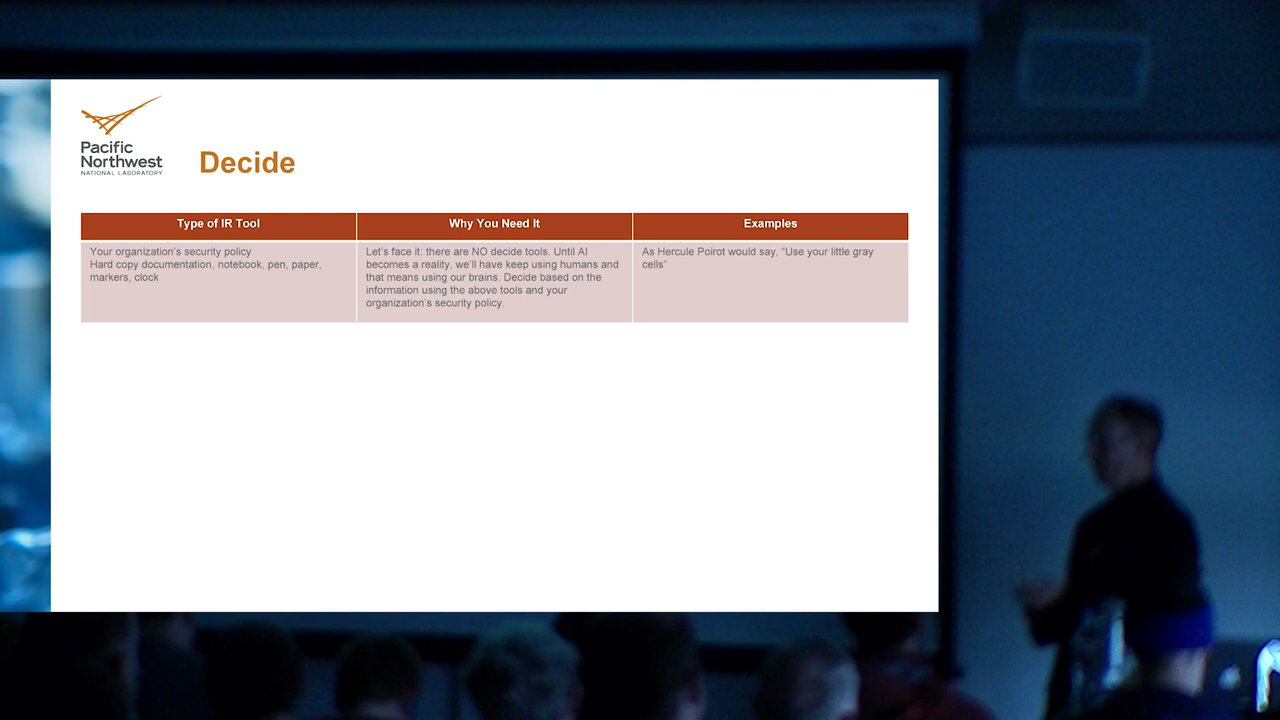 Pacific
Northwest
NATIONAL LABORATORY
Decide
Type of IR Tool
Why You Need It
Examples
Your organization's security policy
Hard copy documentation, notebook, pen, paper,
markers, clock
Let's face it: there are NO decide tools. Until AI
becomes a reality, we'll have keep using humans and
that means using our brains. Decide based on the
information using the above tools and your
organization's security policy.
As Hercule Poirot would say, “Use your little gray
cells”